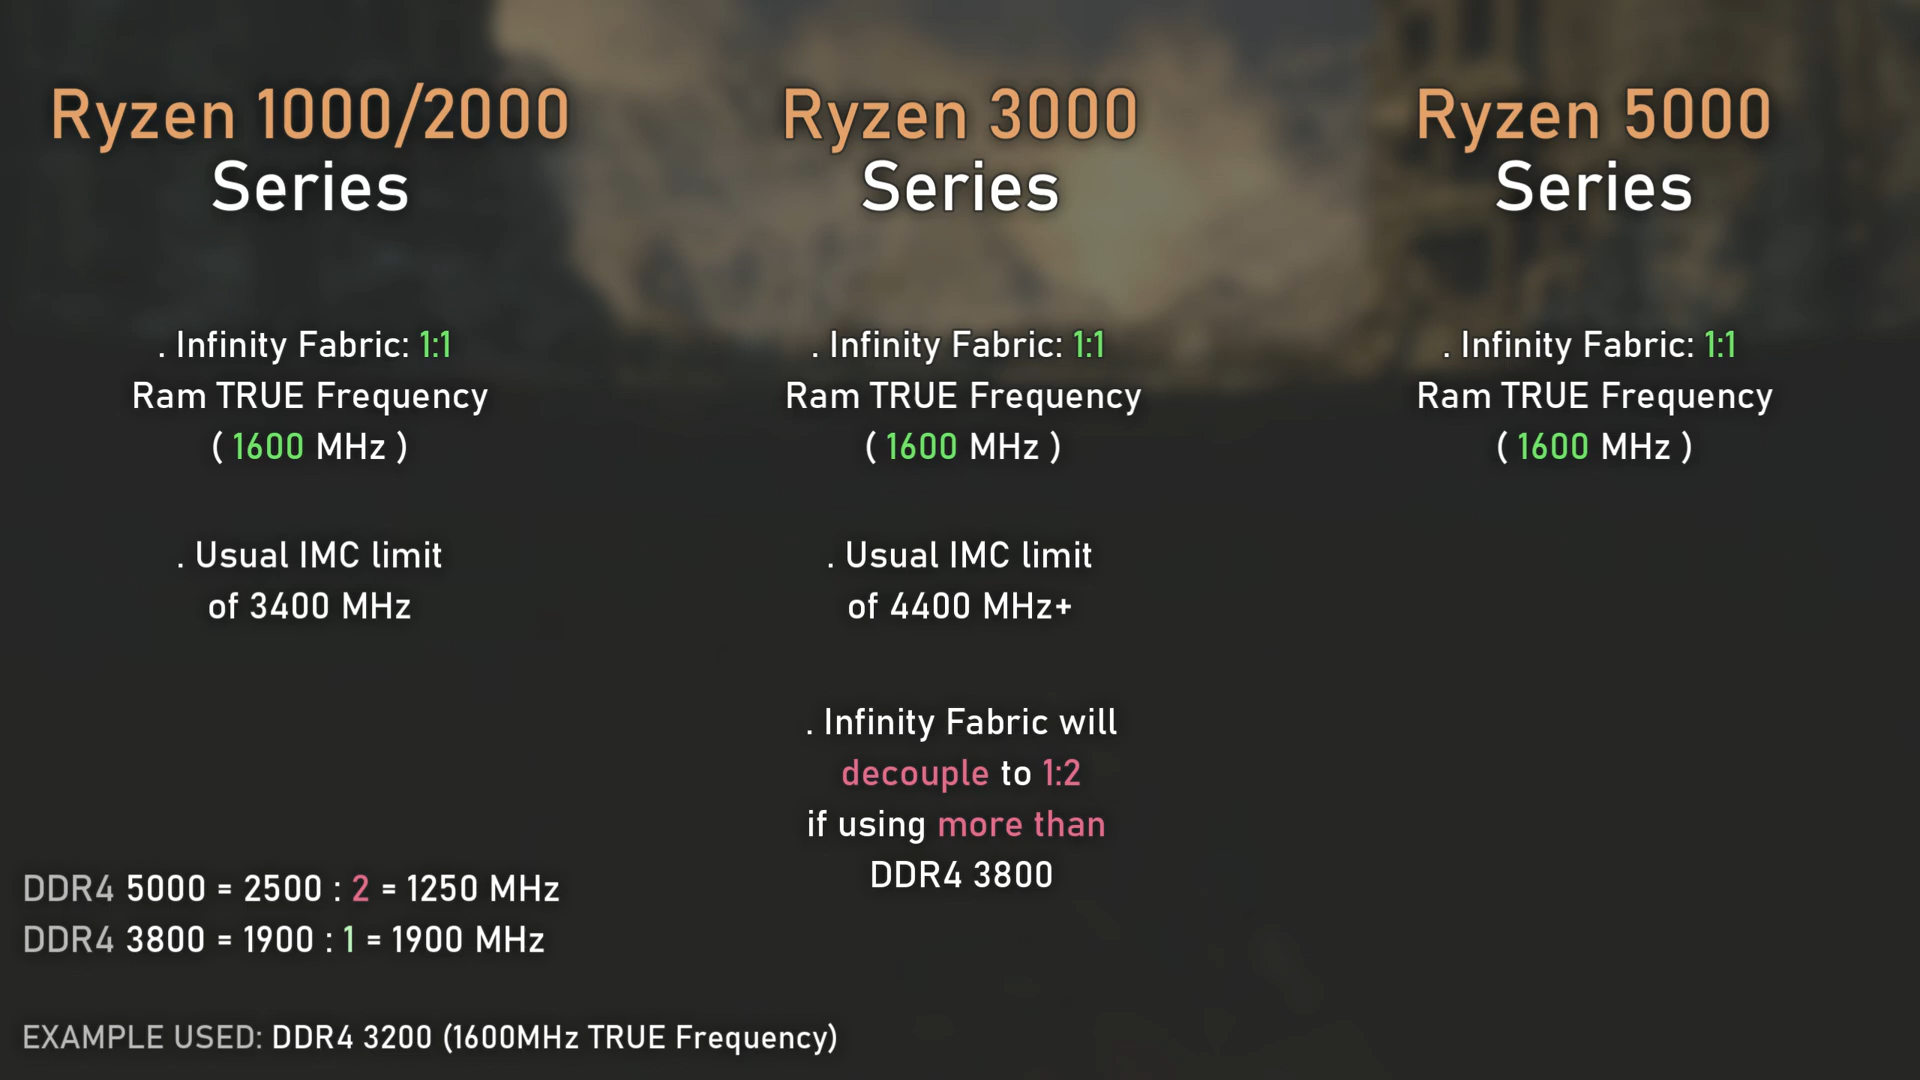 Ryzen 1000/2000
Series
. Infinity Fabric: 1:1
Ram TRUE Frequency
( 1600 MHz )
. Usual IMC limit
of 3400 MHz
Ryzen 3000
Series
. Infinity Fabric: 1:1
Ram TRUE Frequency
( 1600 MHz )
. Usual IMC limit
of 4400 MHz+
. Infinity Fabric will
decouple to 1:2
if using more than
DDR4 3800
Ryzen 5000
Series
. Infinity Fabric: 1:1
Ram TRUE Frequency
( 1600 MHz )
DDR4 5000 = 2500 : 2 = 1250 MHz
DDR4 3800 = 1900 : 1 = 1900 MHz
EXAMPLE USED: DDR4 3200 (1600MHz TRUE Frequency)